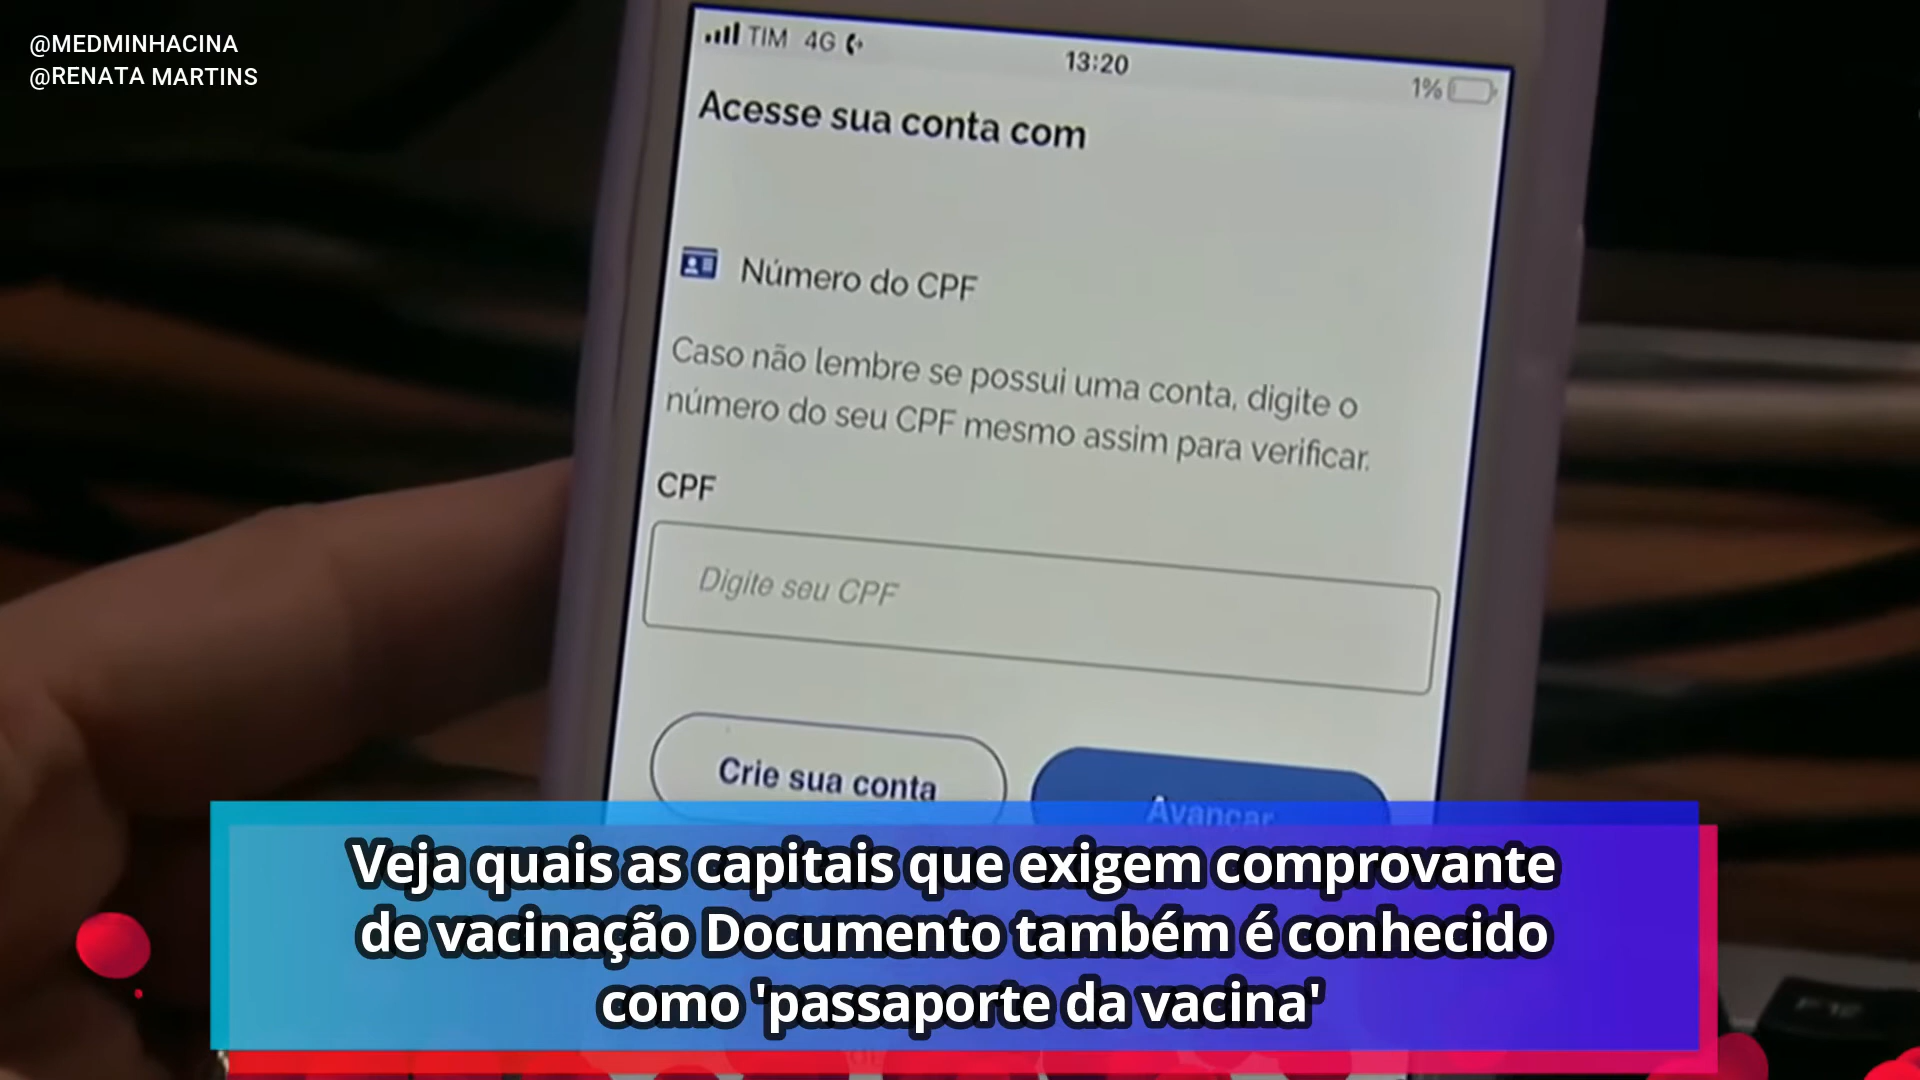 @MEDMINHACINA
@RENATA MARTINS
TIM 4G
13:20
1%
Acesse sua conta com
Número do CPF
Caso não lembre se possui uma conta, digite o
número do seu CPF mesmo assim para verificar.
CPF
Digite seu CPF
Crie sua conta
Avançar
Veja quais as capitais que exigem comprovante
de vacinação Documento também é conhecido
como 'passaporte da vacina'